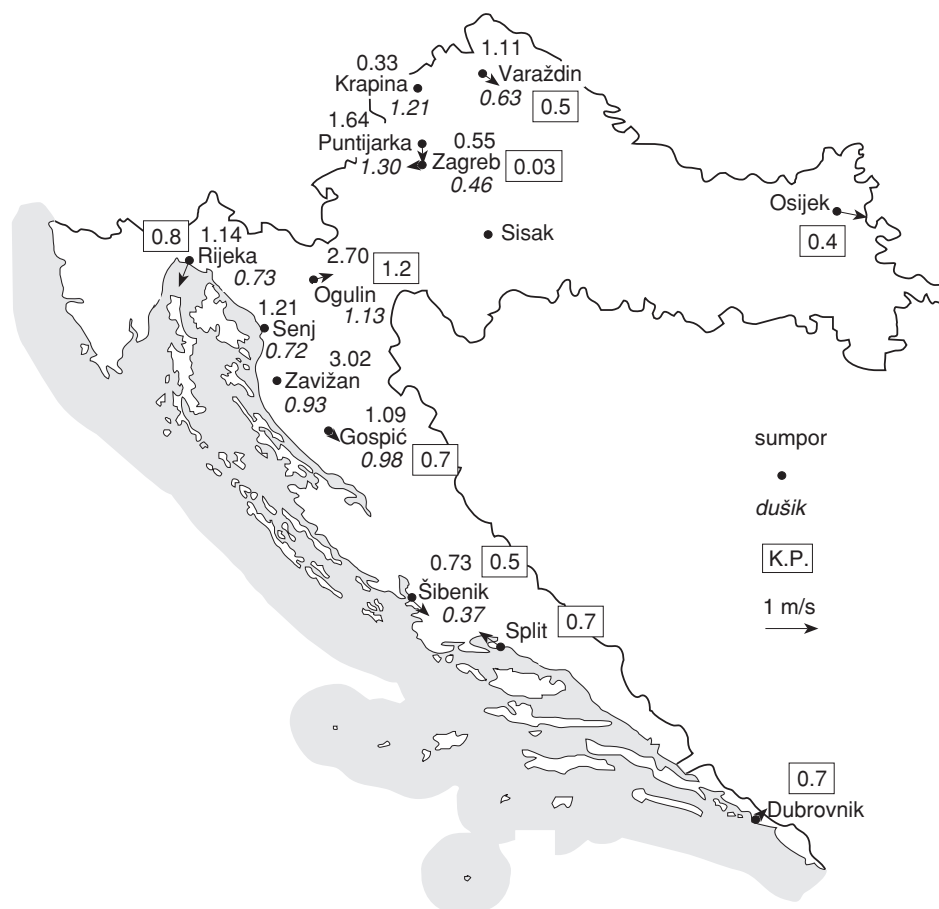 1.11
0.33
Varaždin
Krapina
0.63
0.5
1.21
1.64
Puntijarka
0.55
1.30
Zagreb
0.03
0.46
Osijek
0.8
1.14
Sisak
0.4
Rijeka
2.70
1.2
0.73
Ogulin
1.21
1.13
Senj
0.72
3.02
Zavižan
0.93
1.09
Gospić
0.98
0.7
sumpor
dušik
K.P.
1 m/s
0.73
0.5
Šibenik
0.37
Split
0.7
0.7
Dubrovnik